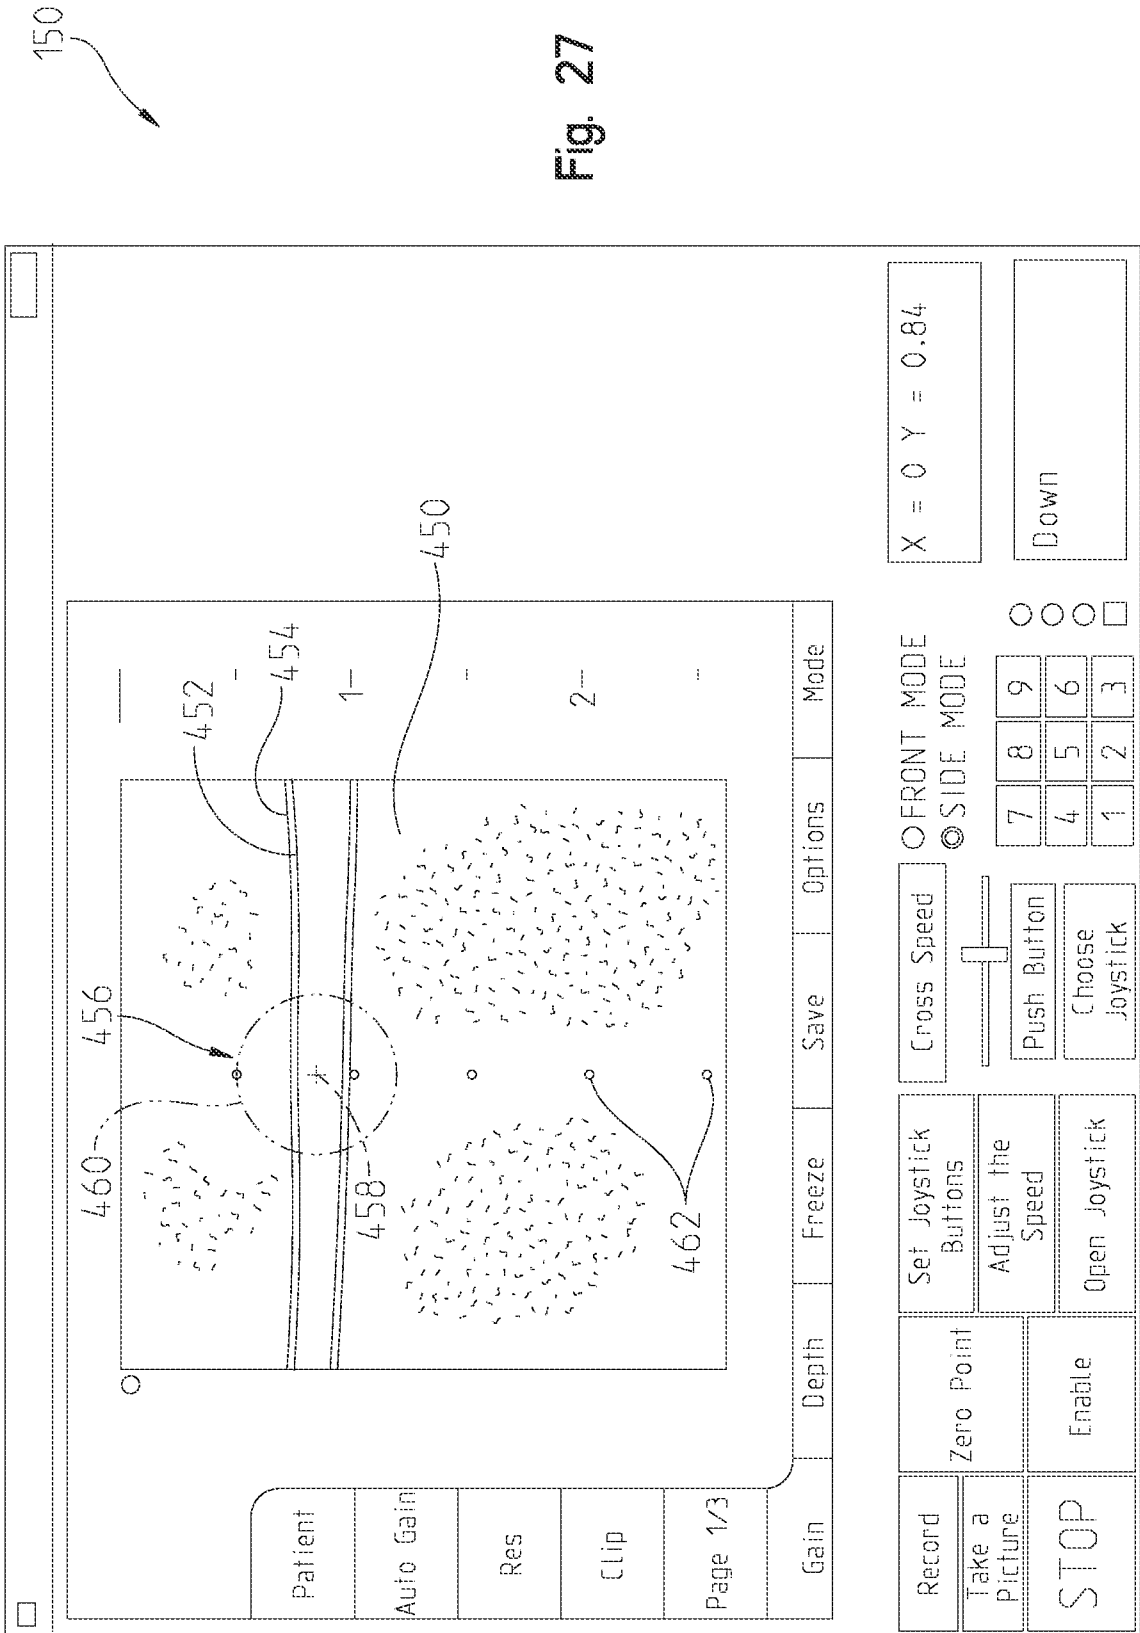 150
Fig. 27
460
456
452
454
1-
-
2-
-
450
458
462
Patient
Auto Gain
Res
Clip
Page 1/3
Gain
Depth
Freeze
Save
Options
Mode
Record
Take a
Picture
STOP
Zero Point
Enable
Set Joystick
Buttons
Adjust the
Speed
Open Joystick
Cross Speed
Push Button
Choose
Joystick
FRONT MODE
SIDE MODE
7 8 9
4 5 6
1 2 3
X = 0 Y = 0.84
Down